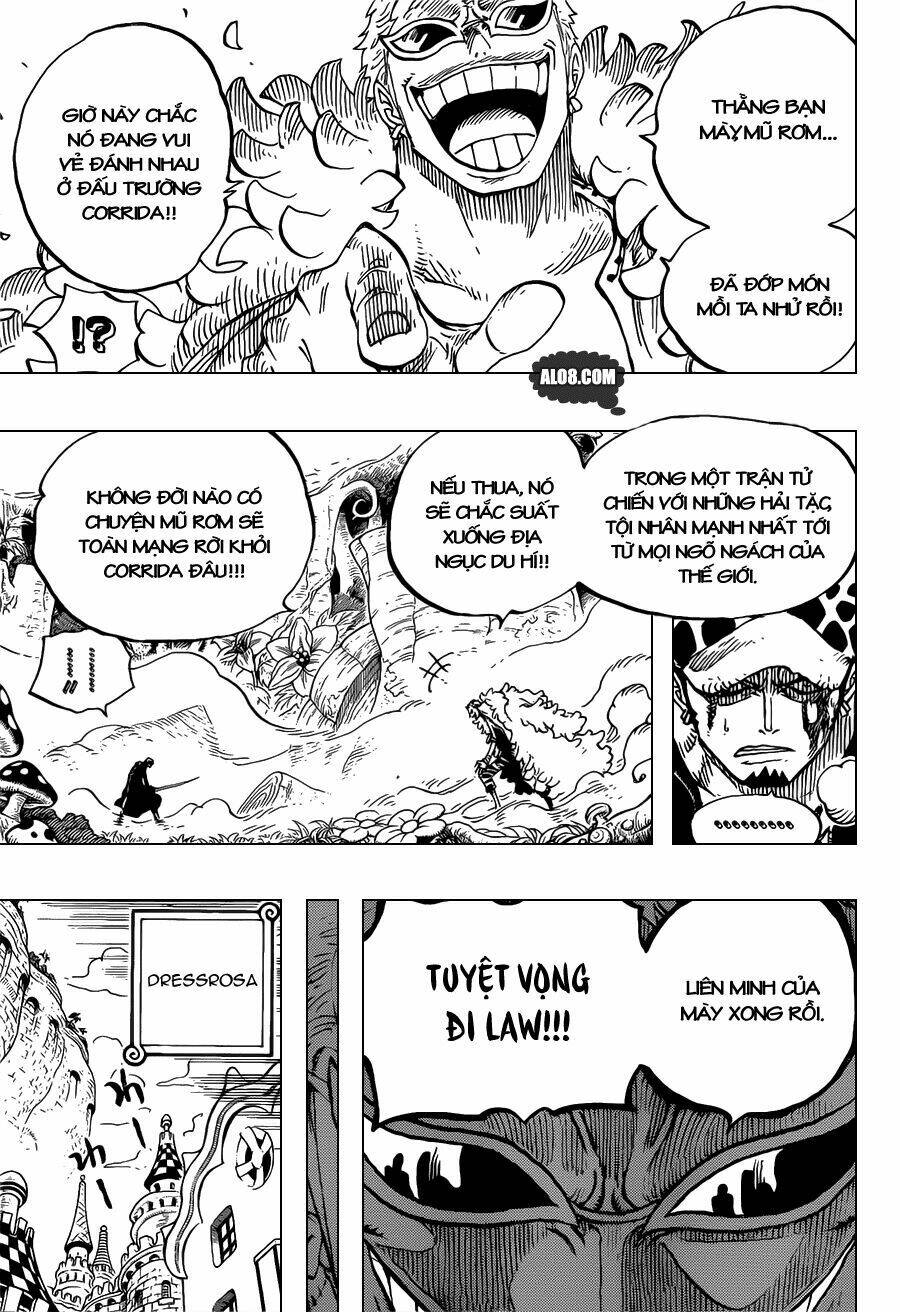 THẰNG BẠN
MÀY,MŨ RƠM...
ĐÃ ĐỚP MÓN
MỒI TA NHỬ RỒI!
GIỜ NÀY CHẮC
NÓ ĐANG VUI
VẺ ĐÁNH NHAU
Ở ĐẤU TRƯỜNG
CORRIDA!!
!?
ALO8.COM
TRONG MỘT TRẬN TỬ
CHIẾN VỚI NHỮNG HẢI TẶC,
TỘI NHÂN MẠNH NHẤT TỚI
TỪ MỌI NGÕ NGÁCH CỦA
THẾ GIỚI.
NẾU THUA, NÓ
SẼ CHẮC SUẤT
XUỐNG ĐỊA
NGỤC DU HÍ!!
KHÔNG ĐỜI NÀO CÓ
CHUYỆN MŨ RƠM SẼ
TOÀN MẠNG RỜI KHỎI
CORRIDA ĐÂU!!!
..........
LIÊN MINH CỦA
MÀY XONG RỒI.
TUYỆT VỌNG
ĐI LAW!!!
DRESSROSA